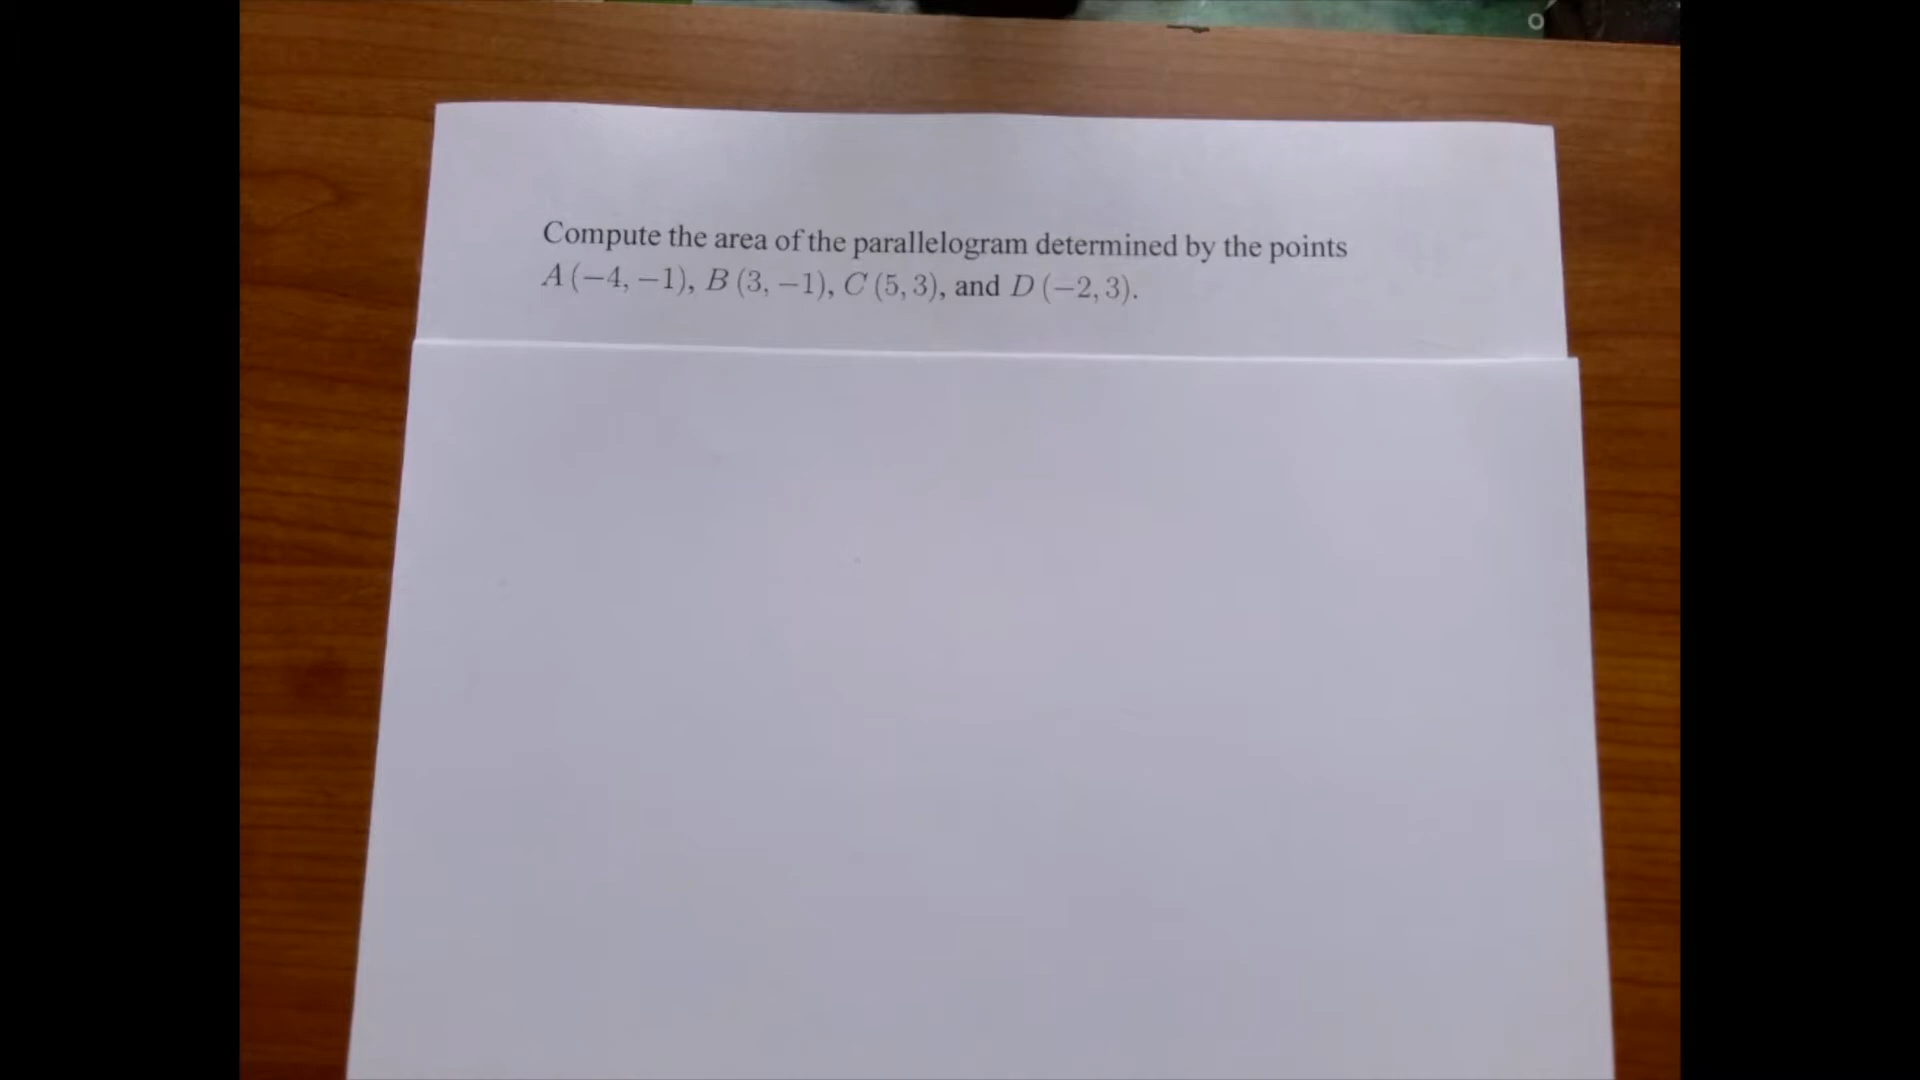 Compute the area of the parallelogram determined by the points
A (−4, −1), B (3, −1), C (5, 3), and D (−2, 3).